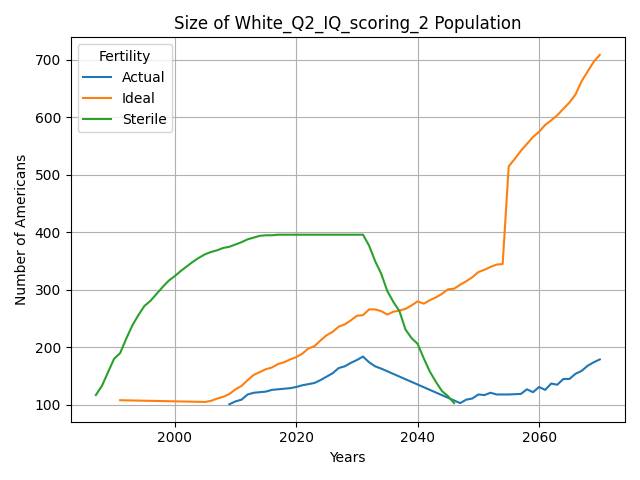 Size of White_Q2_IQ_scoring_2 Population
Fertility
Actual
Ideal
Sterile
Number of Americans
700
600
500
400
300
200
100
2000
2020
2040
2060
Years